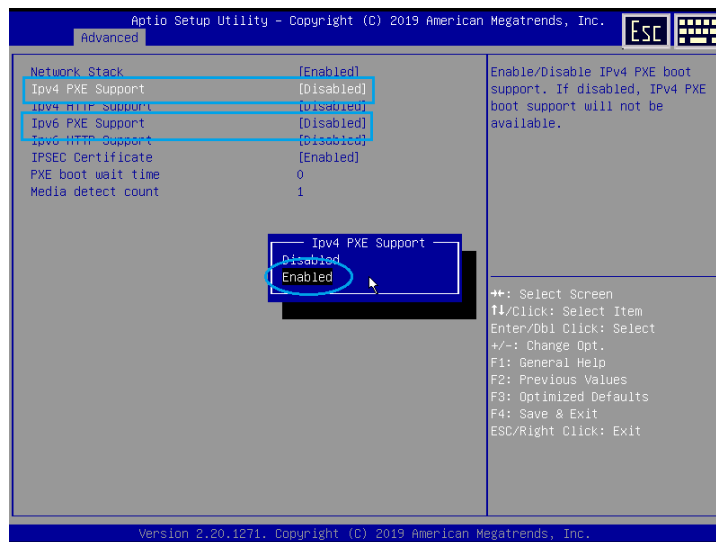 Aptio Setup Utility – Copyright (C) 2019 American Megatrends, Inc.
Advanced
Esc
Network Stack [Enabled]
Ipv4 PXE Support [Disabled]
Ipv4 HTTP Support [Disabled]
Ipv6 PXE Support [Disabled]
Ipv6 HTTP Support [Disabled]
IPSEC Certificate [Enabled]
PXE boot wait time 0
Media detect count 1
Enable/Disable IPv4 PXE boot
support. If disabled, IPv4 PXE
boot support will not be
available.
Ipv4 PXE Support
Disabled
Enabled
→←: Select Screen
↑↓/Click: Select Item
Enter/Dbl Click: Select
+/-: Change Opt.
F1: General Help
F2: Previous Values
F3: Optimized Defaults
F4: Save & Exit
ESC/Right Click: Exit
Version 2.20.1271. Copyright (C) 2019 American Megatrends, Inc.